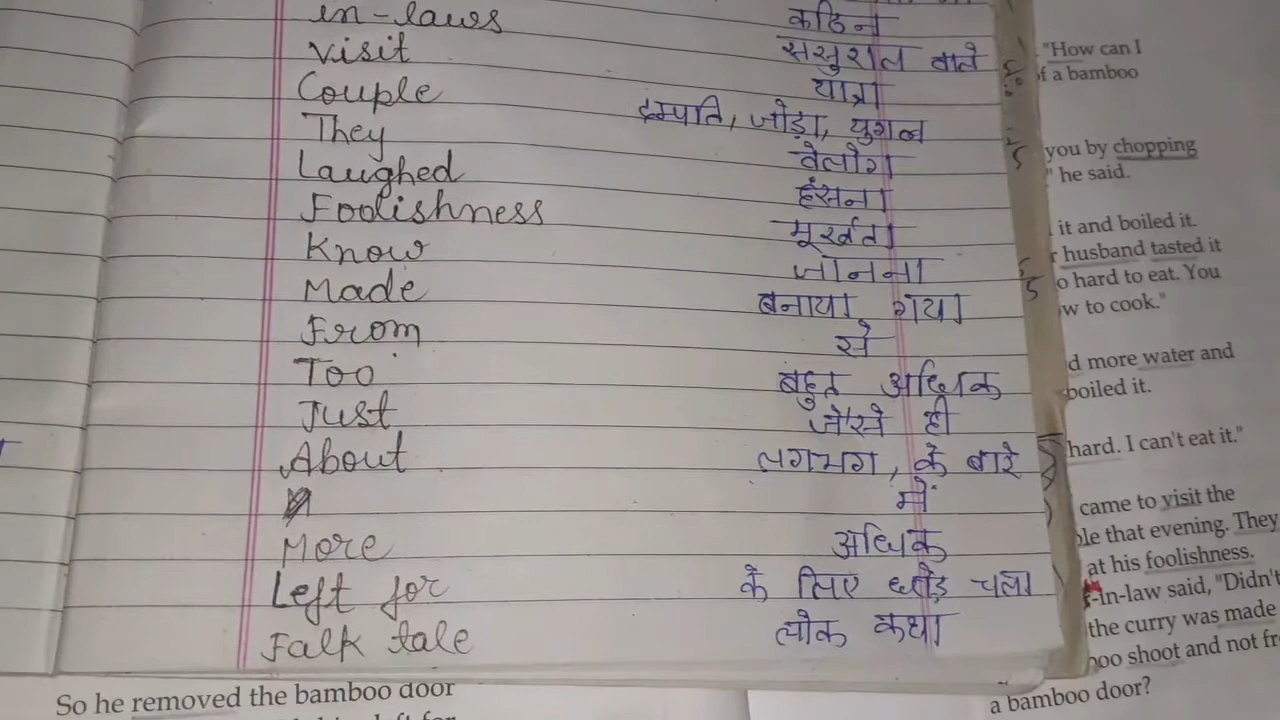 in-laws कठिन
visit ससुराल वाले
Couple यात्रा
They दम्पति, जोड़ा, युगल
Laughed वेलोग
Foolishness हंसना
Know मूर्खता
Made जानना
From बनाया गया
Too से
Just बहुत अधिक
About जैसे ही
लगभग, के बारे
में
More अधिक
Left for के लिए छोड़ चला
Falk tale लोक कथा
So he removed the bamboo door
"How can I
f a bamboo
you by chopping
" he said.
it and boiled it.
husband tasted it
o hard to eat. You
w to cook."
d more water and
boiled it.
hard. I can't eat it."
came to visit the
ple that evening. They
at his foolishness.
-in-law said, "Didn't
the curry was made
boo shoot and not fr
a bamboo door?